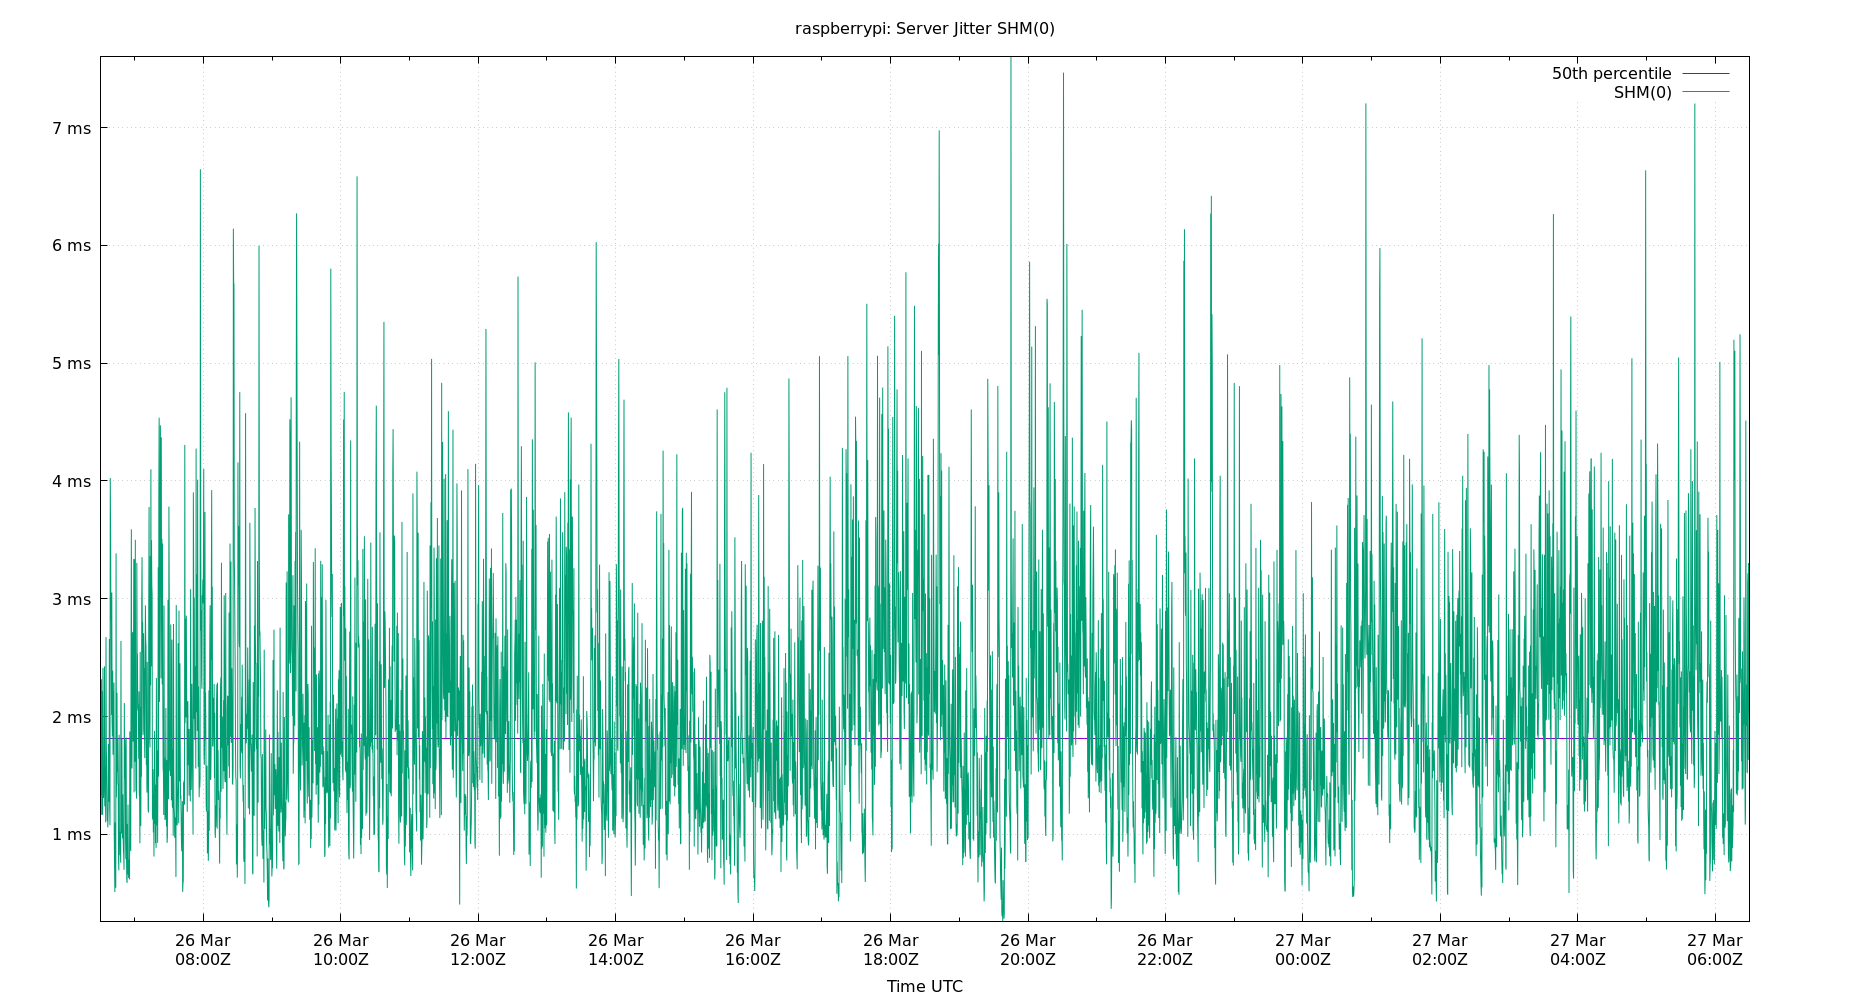 raspberrypi: Server Jitter SHM(0)
50th percentile
SHM(0)
7 ms
6 ms
5 ms
4 ms
3 ms
2 ms
1 ms
26 Mar 26 Mar 26 Mar 26 Mar 26 Mar 26 Mar 26 Mar 26 Mar 27 Mar 27 Mar 27 Mar 27 Mar
08:00Z 10:00Z 12:00Z 14:00Z 16:00Z 18:00Z 20:00Z 22:00Z 00:00Z 02:00Z 04:00Z 06:00Z
Time UTC